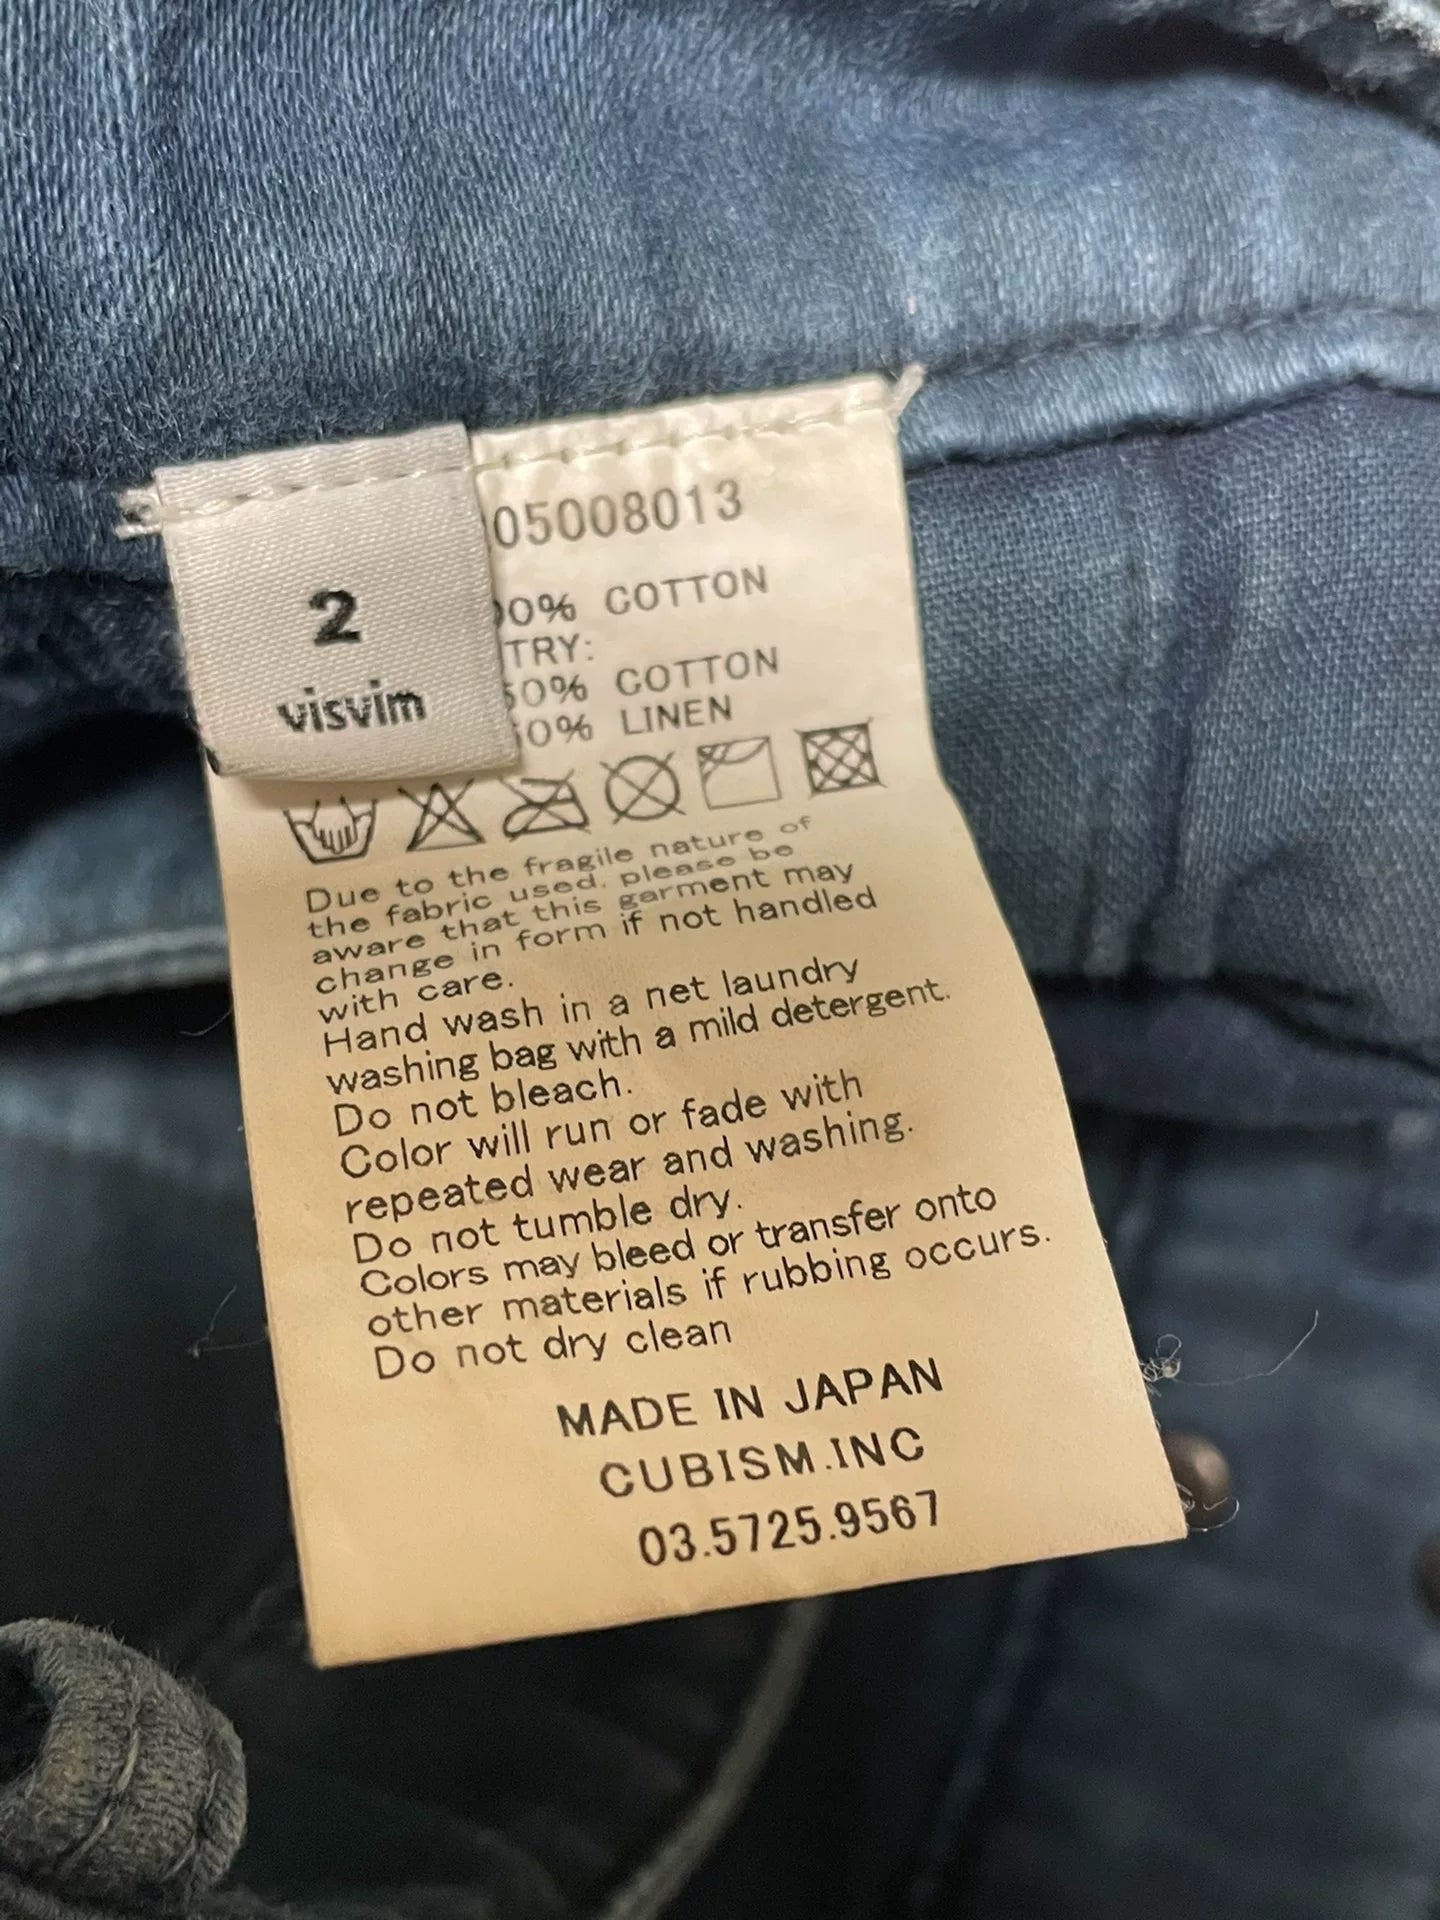 2
visvim
05008013
00% COTTON
TRY:
50% COTTON
50% LINEN
Due to the fragile nature of
the fabric used, please be
aware that this garment may
change in form if not handled
with care.
Hand wash in a net laundry
washing bag with a mild detergent.
Do not bleach.
Color will run or fade with
repeated wear and washing.
Do not tumble dry.
Colors may bleed or transfer onto
other materials if rubbing occurs.
Do not dry clean
MADE IN JAPAN
CUBISM.INC
03.5725.9567